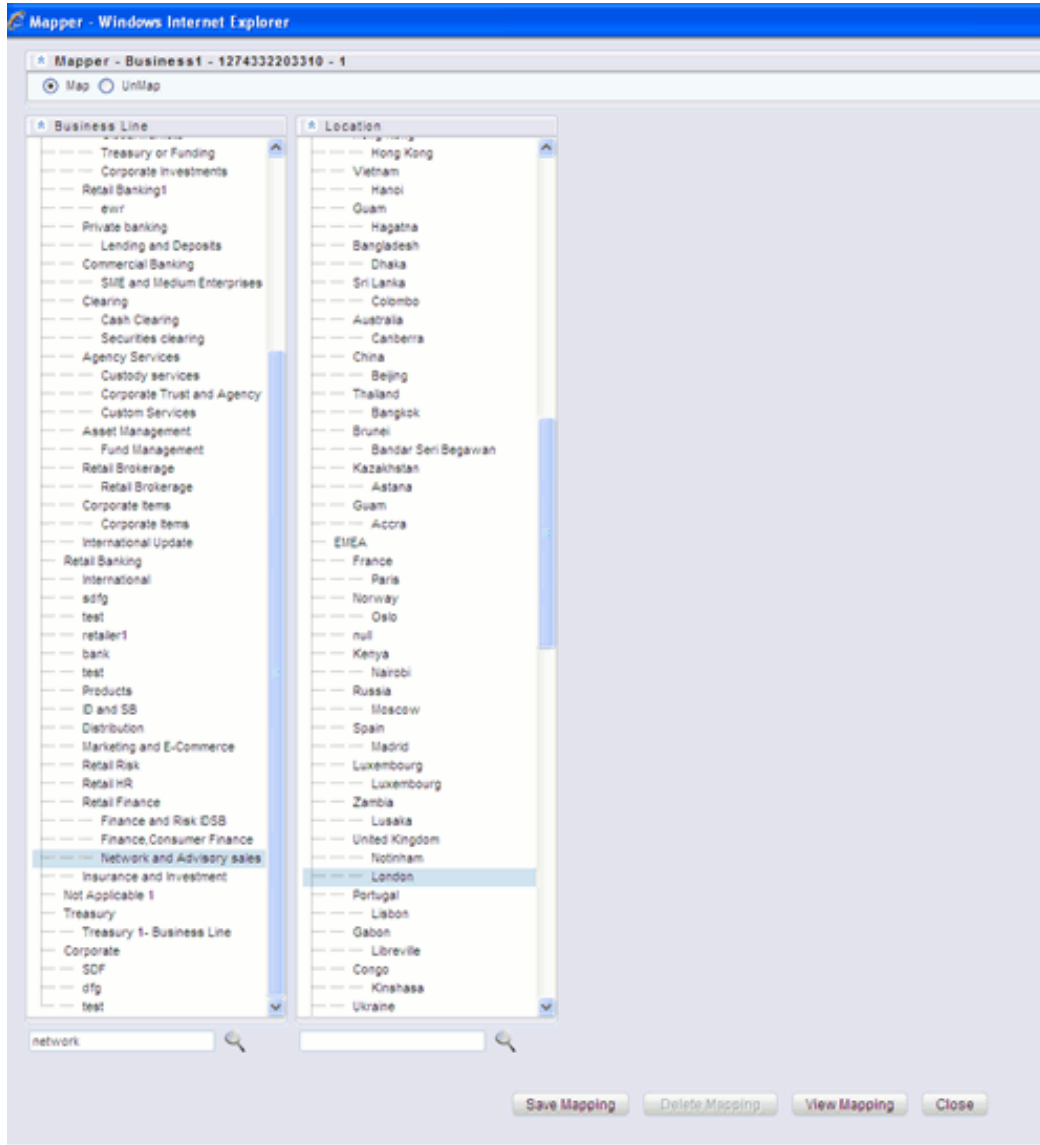 Mapper - Windows Internet Explorer
Mapper - Business1 - 1274332203310 - 1
Map UnMap
Business Line
Treasury or Funding
Corporate Investments
Retail Banking1
ewr
Private banking
Lending and Deposits
Commercial Banking
SME and Medium Enterprises
Clearing
Cash Clearing
Securities clearing
Agency Services
Custody services
Corporate Trust and Agency
Custom Services
Asset Management
Fund Management
Retail Brokerage
Retail Brokerage
Corporate Items
Corporate Items
International Update
Retail Banking
International
sdfg
test
retailer1
bank
test
Products
ID and SB
Distribution
Marketing and E-Commerce
Retail Risk
Retail HR
Retail Finance
Finance and Risk IDSB
Finance,Consumer Finance
Network and Advisory sales
Insurance and Investment
Not Applicable 1
Treasury
Treasury 1- Business Line
Corporate
SDF
dfg
test
network
Location
Hong Kong
Hong Kong
Vietnam
Hanoi
Guam
Hagatna
Bangladesh
Dhaka
Sri Lanka
Colombo
Australia
Canberra
China
Beijing
Thailand
Bangkok
Brunei
Bandar Seri Begawan
Kazakhstan
Astana
Guam
Accra
EMEA
France
Paris
Norway
Oslo
null
Kenya
Nairobi
Russia
Moscow
Spain
Madrid
Luxembourg
Luxembourg
Zambia
Lusaka
United Kingdom
Notinham
London
Portugal
Lisbon
Gabon
Libreville
Congo
Kinshasa
Ukraine
Save Mapping Delete Mapping View Mapping Close